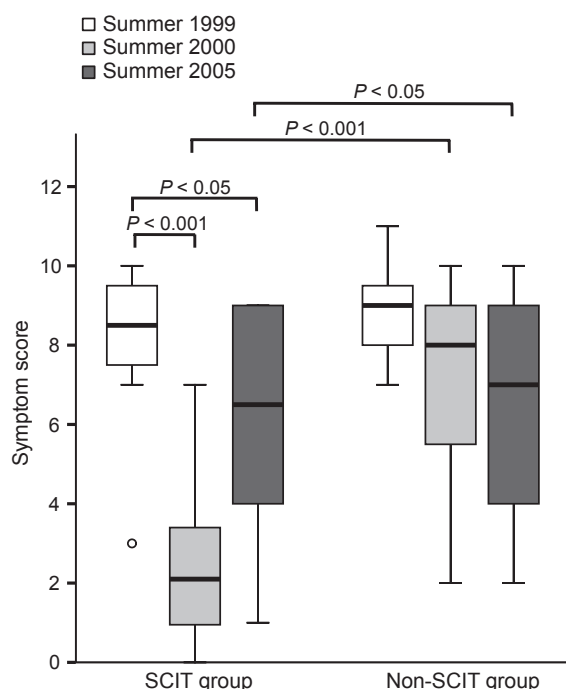 Summer 1999
Summer 2000
Summer 2005
P < 0.05
P < 0.001
P < 0.05
P < 0.001
12
10
8
6
4
2
0
Symptom score
SCIT group
Non-SCIT group